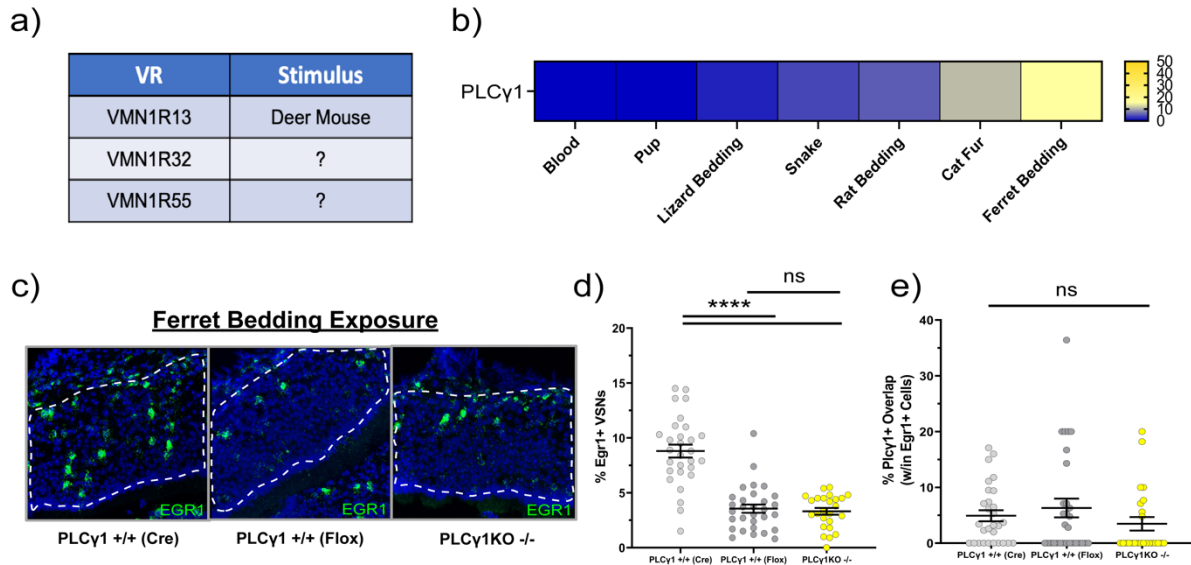 a)
VR Stimulus
VMN1R13 Deer Mouse
VMN1R32 ?
VMN1R55 ?
b)
PLCγ1
50
40
30
20
10
0
Blood
Pup
Lizard Bedding
Snake
Rat Bedding
Cat Fur
Ferret Bedding
c)
Ferret Bedding Exposure
EGR1
EGR1
EGR1
PLCγ1 +/+ (Cre)
PLCγ1 +/+ (Flox)
PLCγ1KO -/-
d)
ns
****
% Egr1+ VSNs
20
15
10
5
0
PLCγ1 +/+ (Cre)
PLCγ1 +/+ (Flox)
PLCγ1KO -/-
e)
ns
% Plcγ1+ Overlap
(w/in Egr1+ Cells)
40
30
20
10
0
PLCγ1 +/+ (Cre)
PLCγ1 +/+ (Flox)
PLCγ1KO -/-